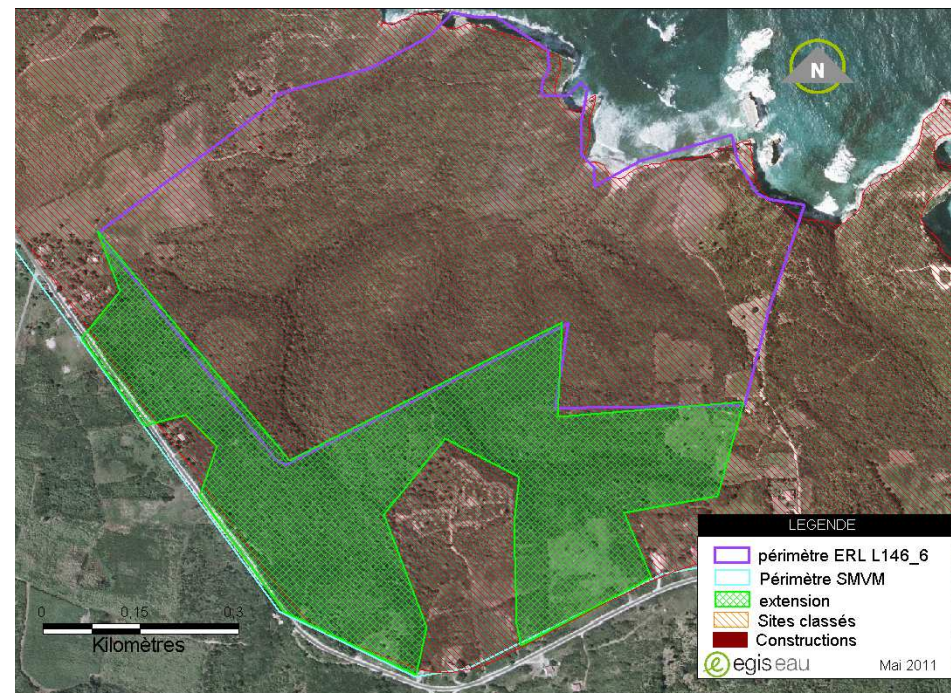 N
0 0,15 0,3
Kilomètres
LEGENDE
périmètre ERL L146_6
Périmètre SMVM
extension
Sites classés
Constructions
egis eau Mai 2011